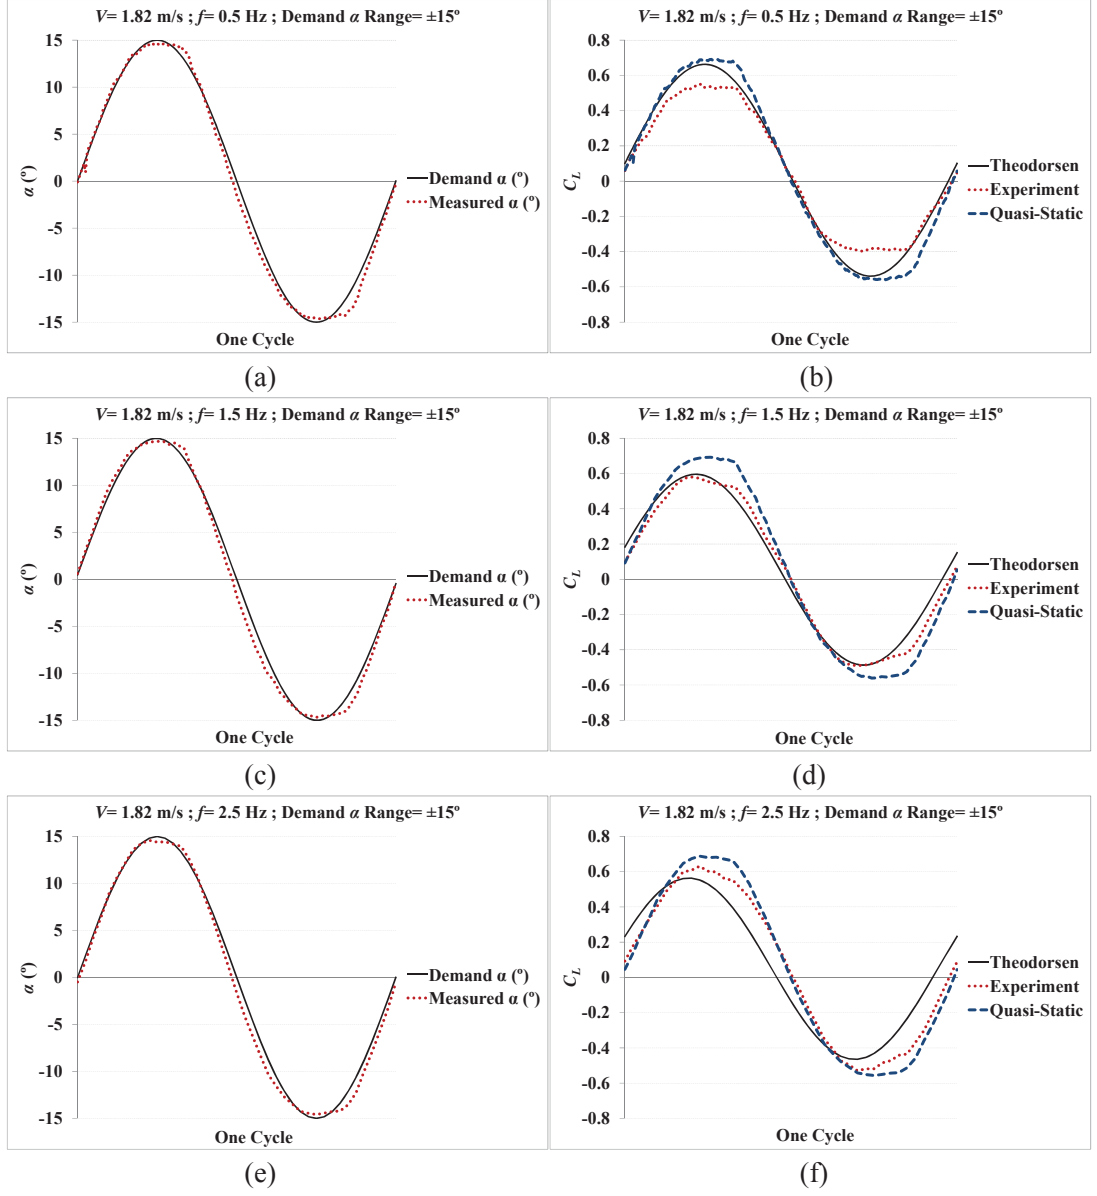 V= 1.82 m/s ; f= 0.5 Hz ; Demand α Range= ±15º
15
10
5
0
-5
-10
-15
α (º)
Demand α (º)
Measured α (º)
One Cycle
(a)
V= 1.82 m/s ; f= 0.5 Hz ; Demand α Range= ±15º
0.8
0.6
0.4
0.2
0
-0.2
-0.4
-0.6
-0.8
C_L
Theodorsen
Experiment
Quasi-Static
One Cycle
(b)
V= 1.82 m/s ; f= 1.5 Hz ; Demand α Range= ±15º
15
10
5
0
-5
-10
-15
α (º)
Demand α (º)
Measured α (º)
One Cycle
(c)
V= 1.82 m/s ; f= 1.5 Hz ; Demand α Range= ±15º
0.8
0.6
0.4
0.2
0
-0.2
-0.4
-0.6
-0.8
C_L
Theodorsen
Experiment
Quasi-Static
One Cycle
(d)
V= 1.82 m/s ; f= 2.5 Hz ; Demand α Range= ±15º
15
10
5
0
-5
-10
-15
α (º)
Demand α (º)
Measured α (º)
One Cycle
(e)
V= 1.82 m/s ; f= 2.5 Hz ; Demand α Range= ±15º
0.8
0.6
0.4
0.2
0
-0.2
-0.4
-0.6
-0.8
C_L
Theodorsen
Experiment
Quasi-Static
One Cycle
(f)